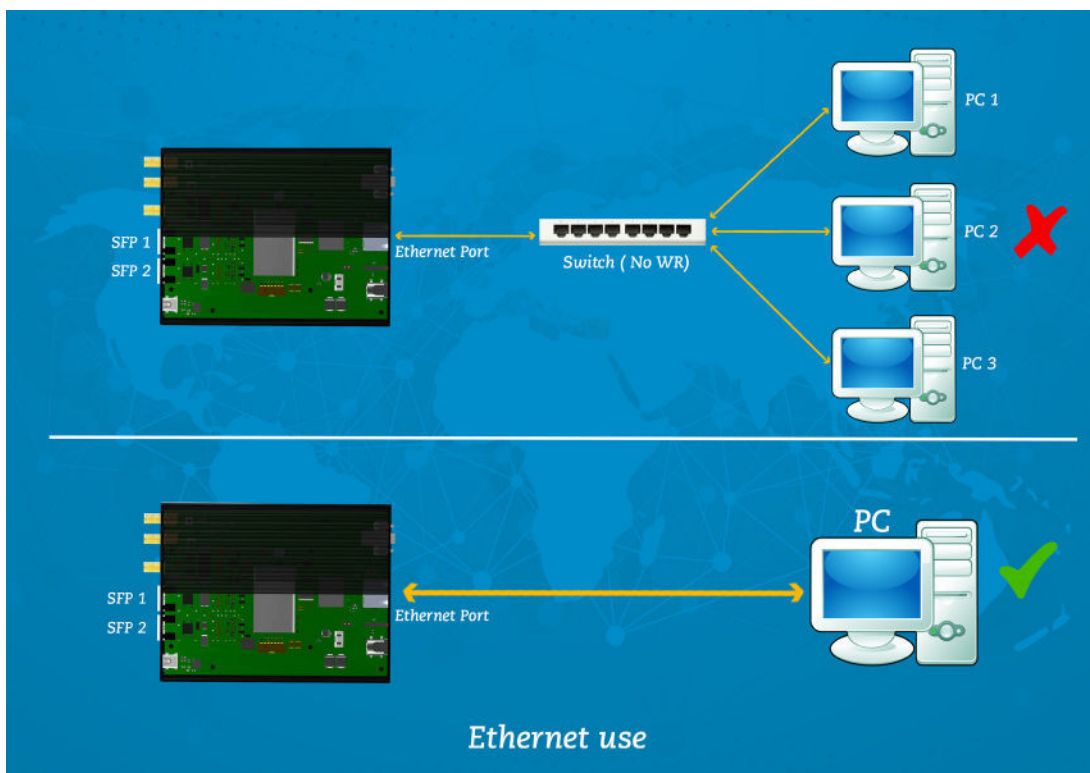 PC 1
SFP 1
SFP 2
Ethernet Port
Switch ( No WR)
PC 2
PC 3
PC
SFP 1
SFP 2
Ethernet Port
Ethernet use